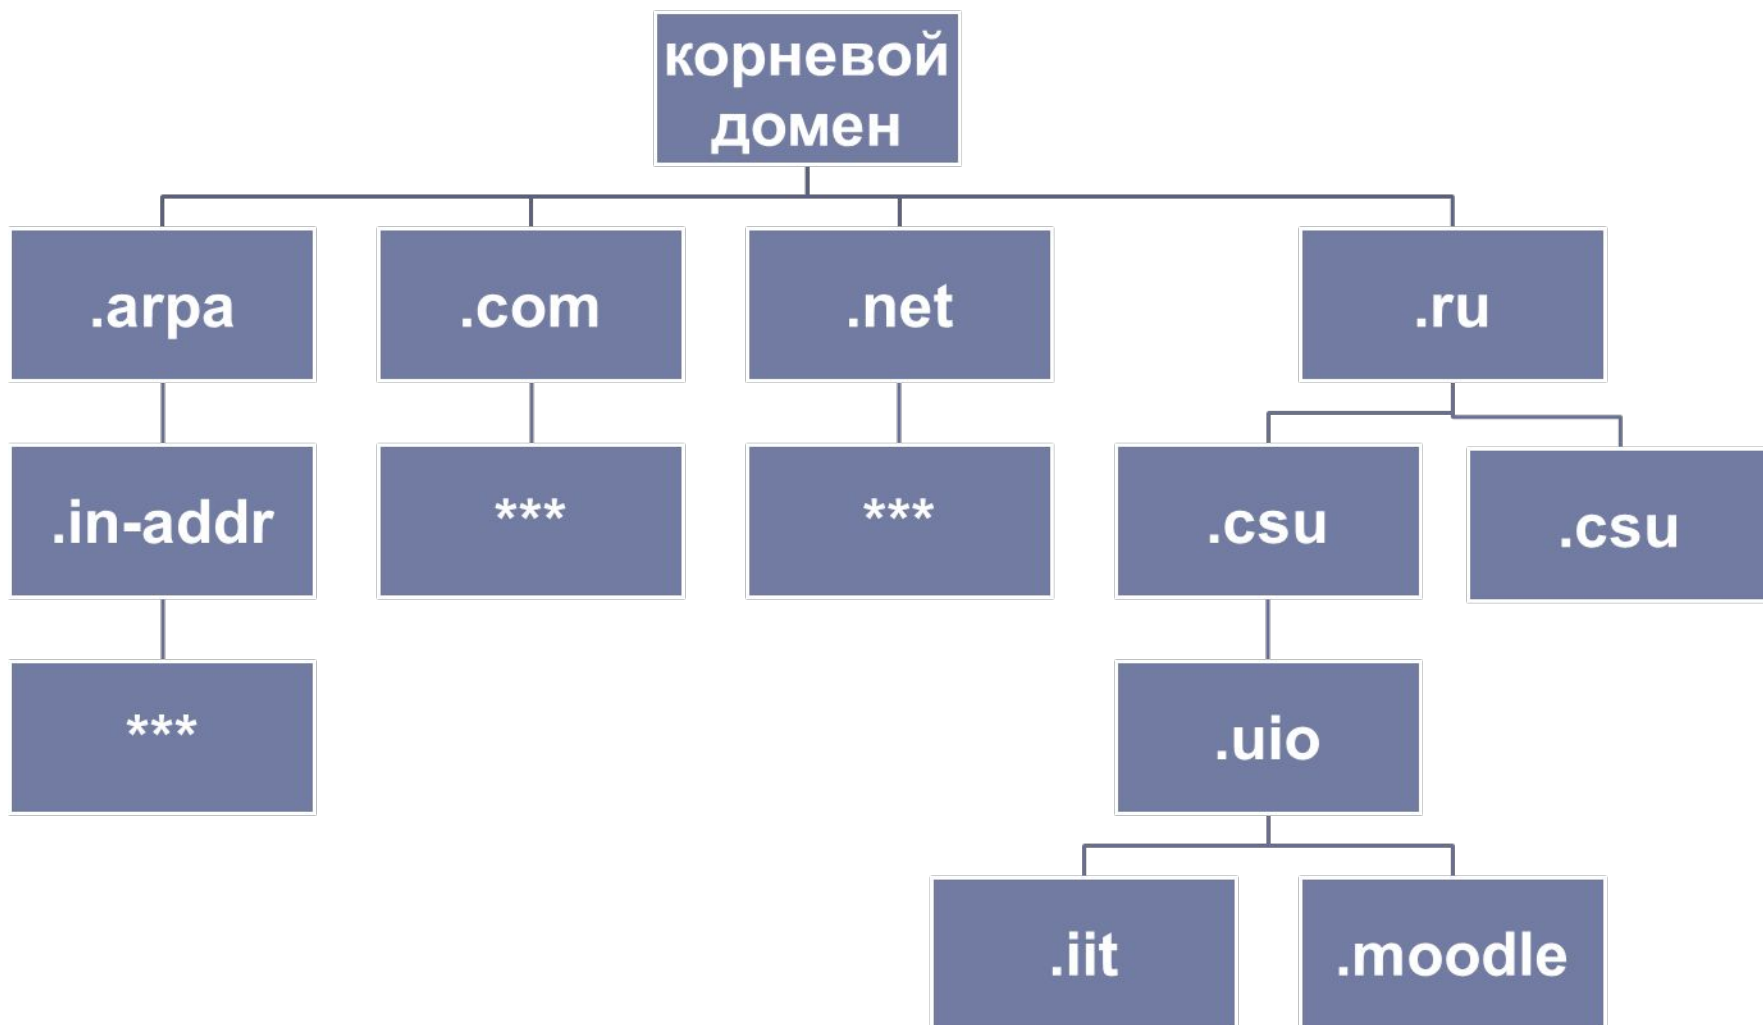 корневой
домен
.arpa
.com
.net
.ru
.in-addr
***
***
.csu
.csu
***
.uio
.iit
.moodle